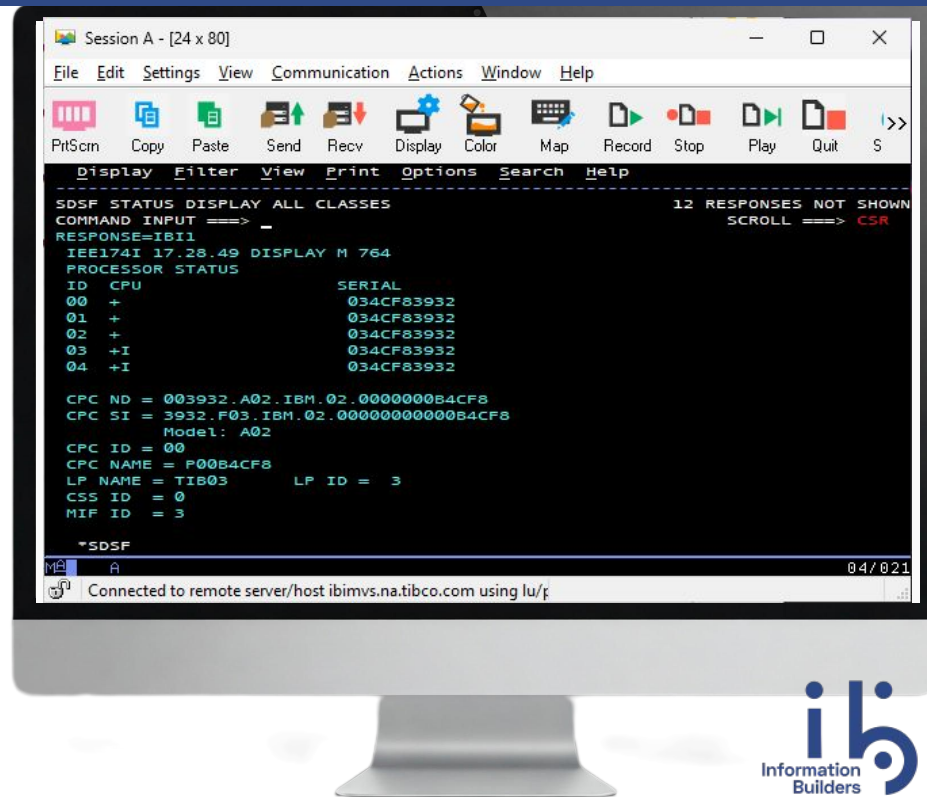 Session A - [24 x 80]
File Edit Settings View Communication Actions Window Help
PrtScrn Copy Paste Send Recv Display Color Map Record Stop Play Quit S
Display Filter View Print Options Search Help
SDSF STATUS DISPLAY ALL CLASSES 12 RESPONSES NOT SHOWN
COMMAND INPUT ===> _ SCROLL ===> CSR
RESPONSE=IBI1
IEE174I 17.28.49 DISPLAY M 764
PROCESSOR STATUS
ID CPU SERIAL
00 + 034CF83932
01 + 034CF83932
02 + 034CF83932
03 +I 034CF83932
04 +I 034CF83932
CPC ND = 003932.A02.IBM.02.0000000B4CF8
CPC SI = 3932.F03.IBM.02.00000000000B4CF8
Model: A02
CPC ID = 00
CPC NAME = P00B4CF8
LP NAME = TIB03 LP ID = 3
CSS ID = 0
MIF ID = 3
*SDSF
MA A 04/021
Connected to remote server/host ibimvs.na.tibco.com using lu/p
ibi
Information
Builders